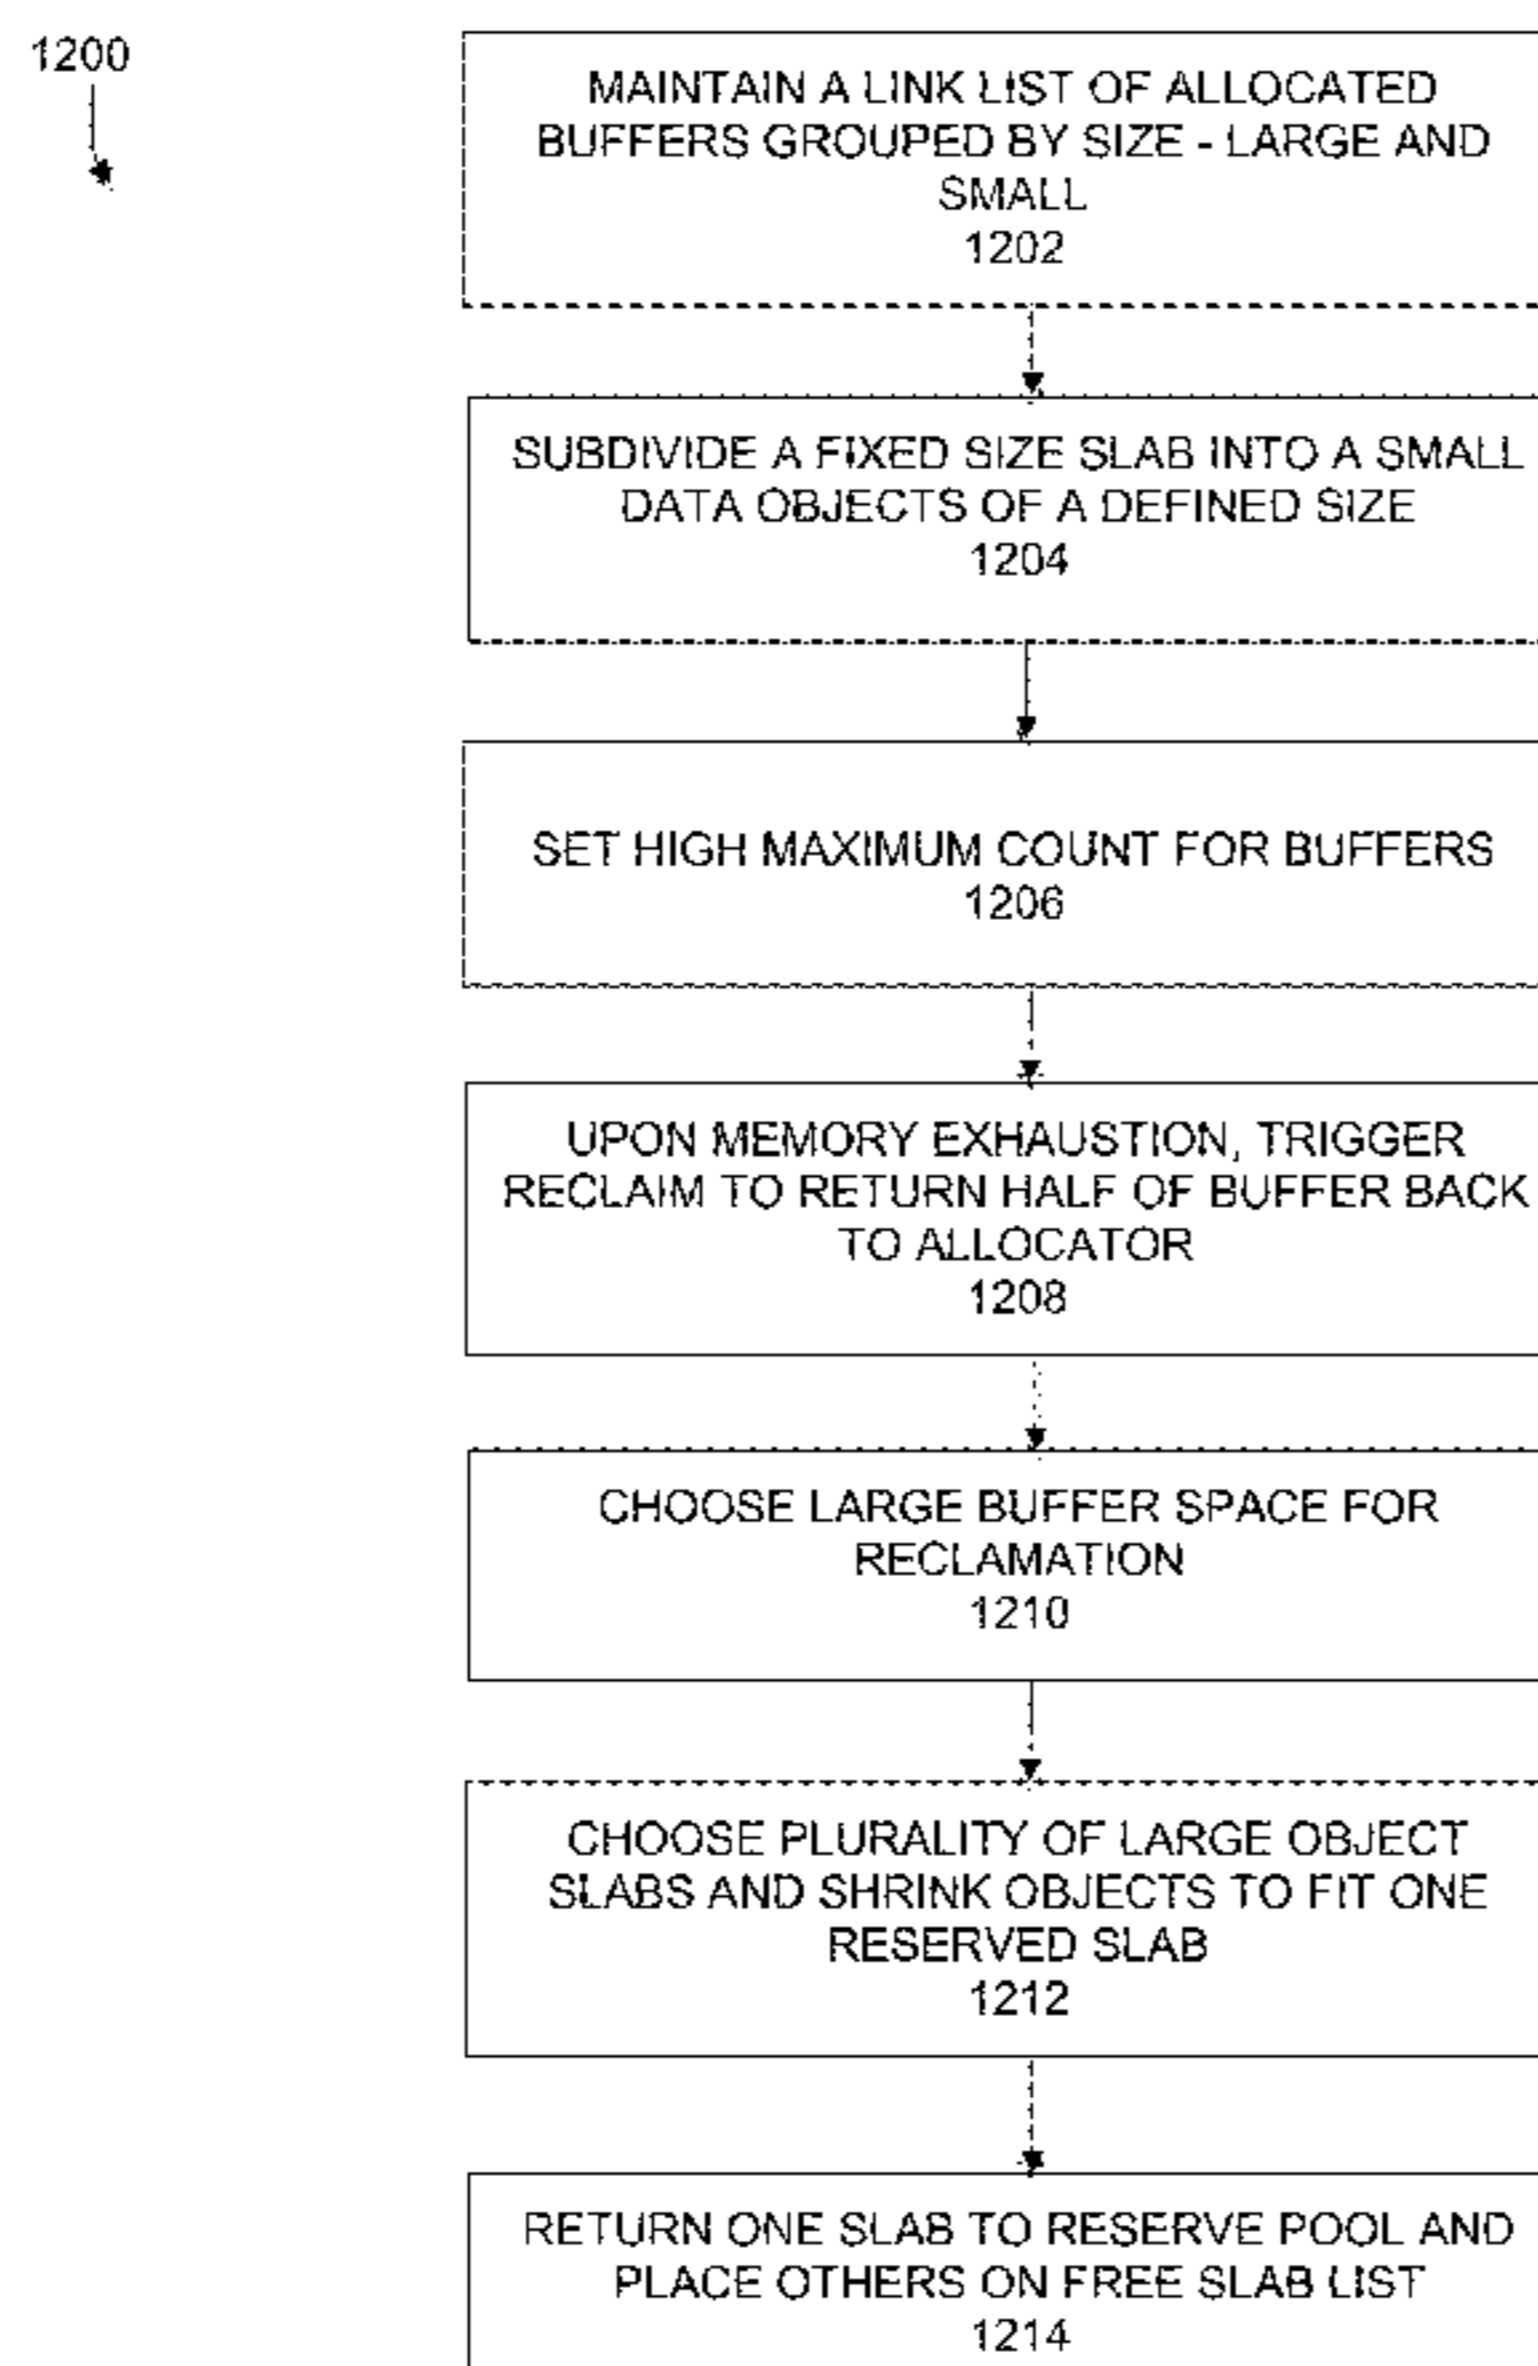 1200
MAINTAIN A LINK LIST OF ALLOCATED
BUFFERS GROUPED BY SIZE - LARGE AND
SMALL
1202
SUBDIVIDE A FIXED SIZE SLAB INTO A SMALL
DATA OBJECTS OF A DEFINED SIZE
1204
SET HIGH MAXIMUM COUNT FOR BUFFERS
1206
UPON MEMORY EXHAUSTION, TRIGGER
RECLAIM TO RETURN HALF OF BUFFER BACK
TO ALLOCATOR
1208
CHOOSE LARGE BUFFER SPACE FOR
RECLAMATION
1210
CHOOSE PLURALITY OF LARGE OBJECT
SLABS AND SHRINK OBJECTS TO FIT ONE
RESERVED SLAB
1212
RETURN ONE SLAB TO RESERVE POOL AND
PLACE OTHERS ON FREE SLAB LIST
1214